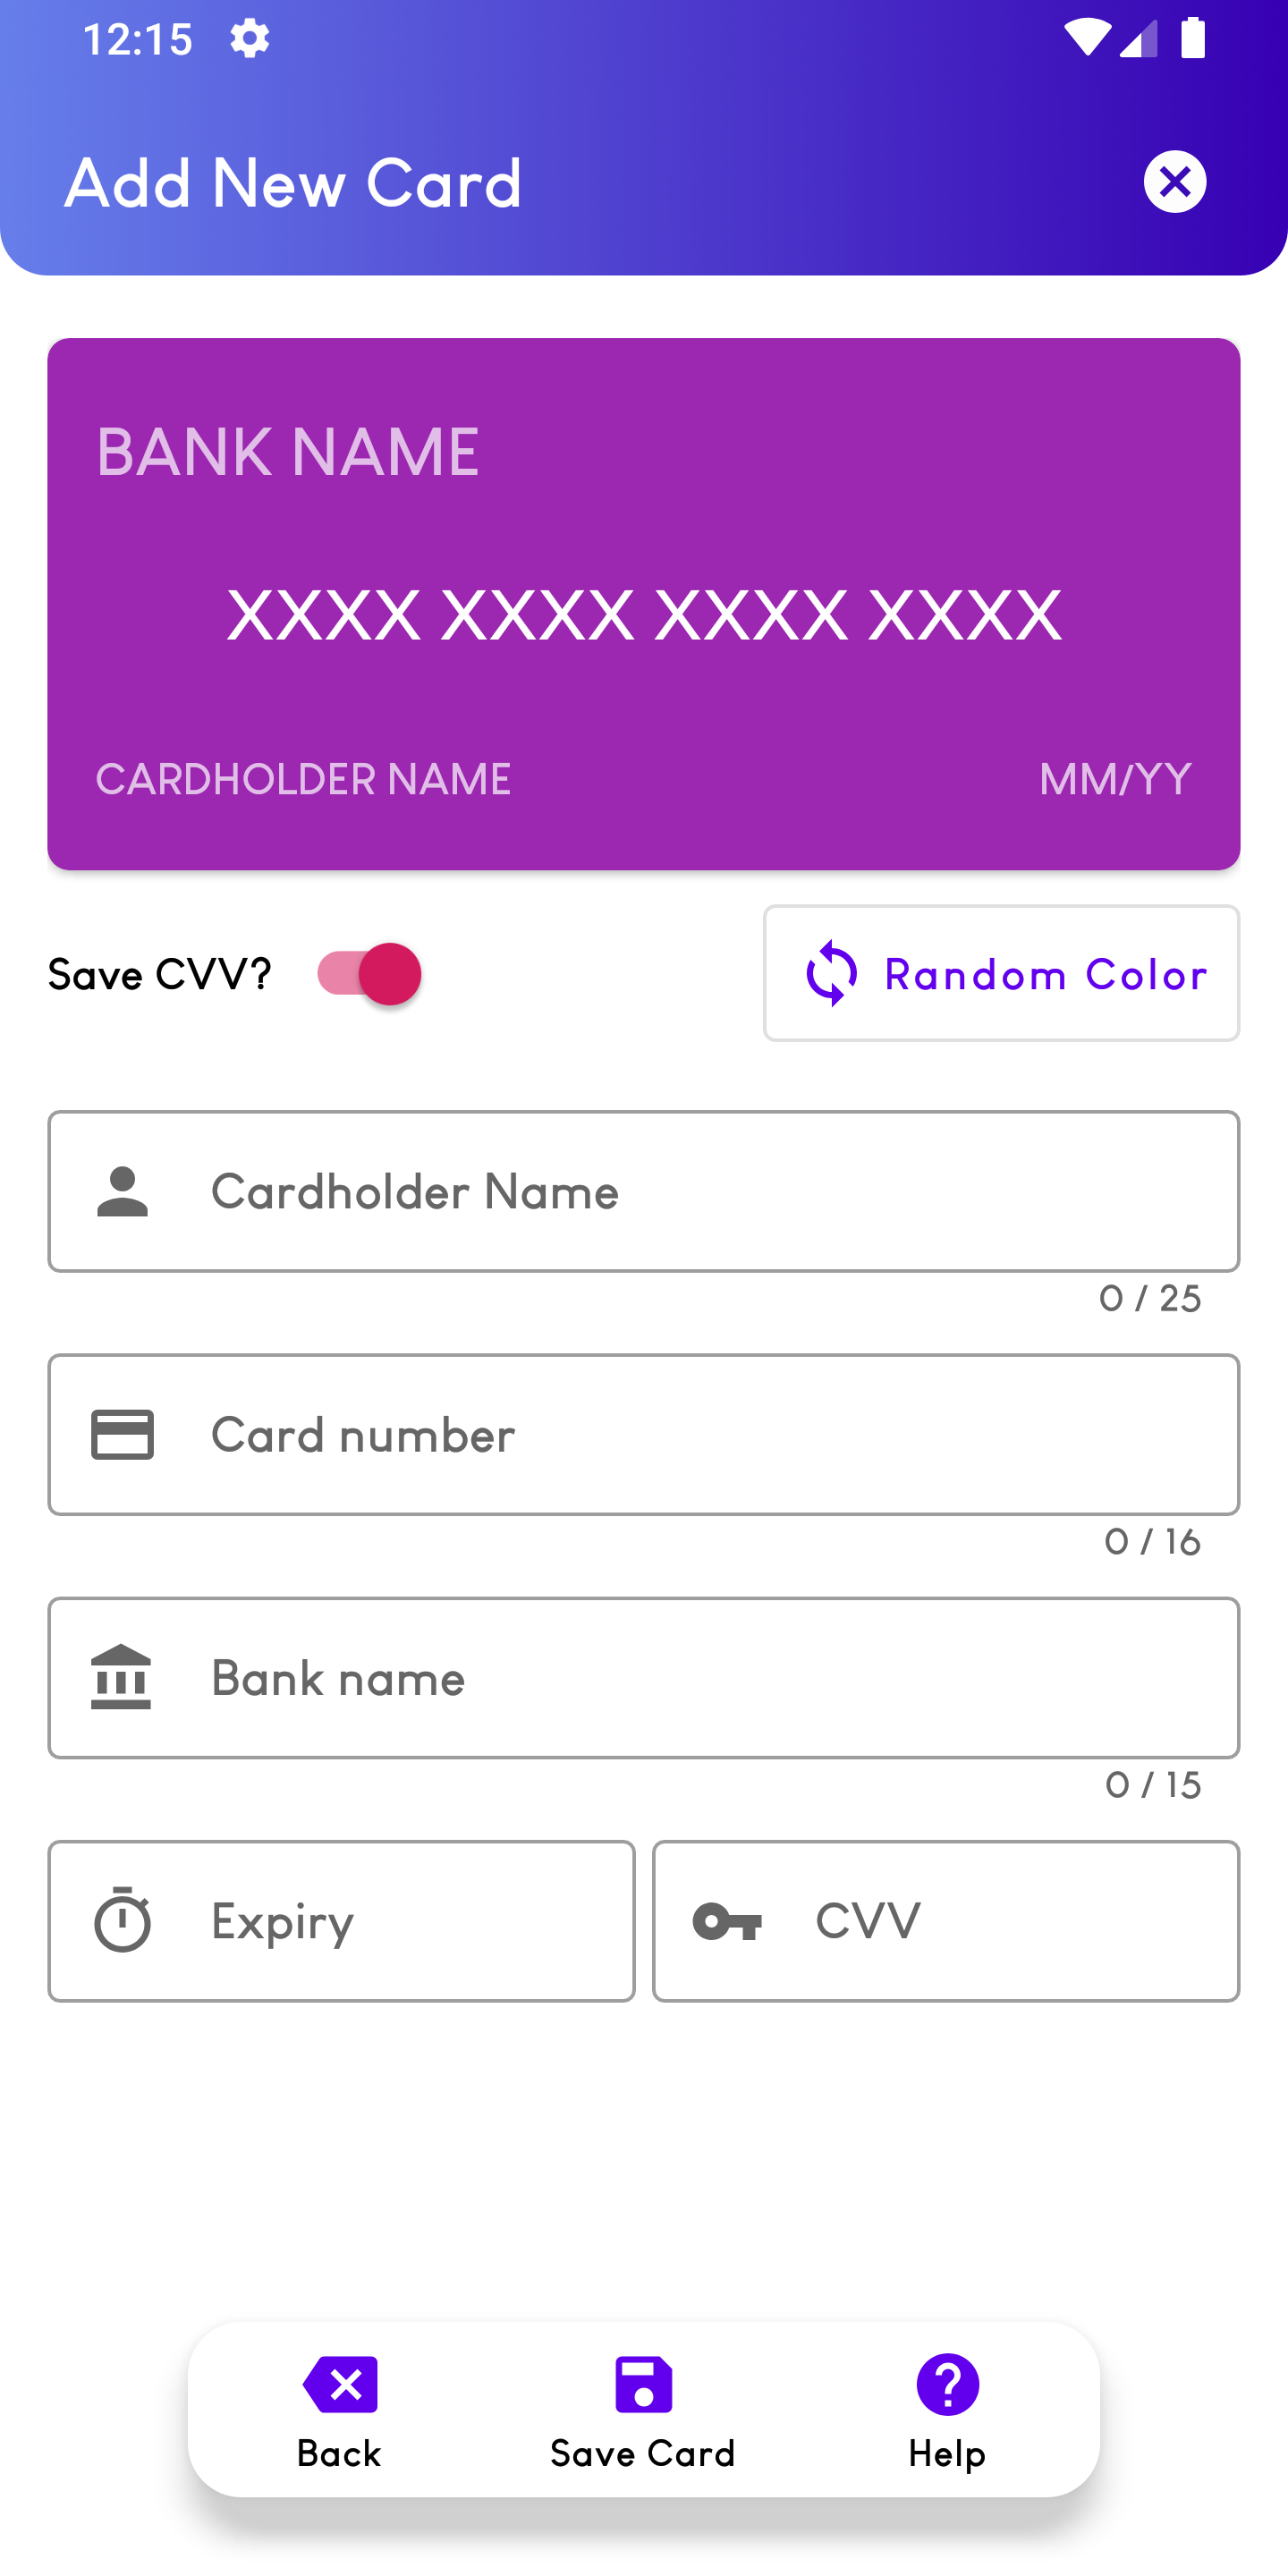 12:15
Add New Card
BANK NAME
XXXX XXXX XXXX XXXX
CARDHOLDER NAME MM/YY
Save CVV? Random Color
Cardholder Name
0 / 25
Card number
0 / 16
Bank name
0 / 15
Expiry CVV
Back Save Card Help